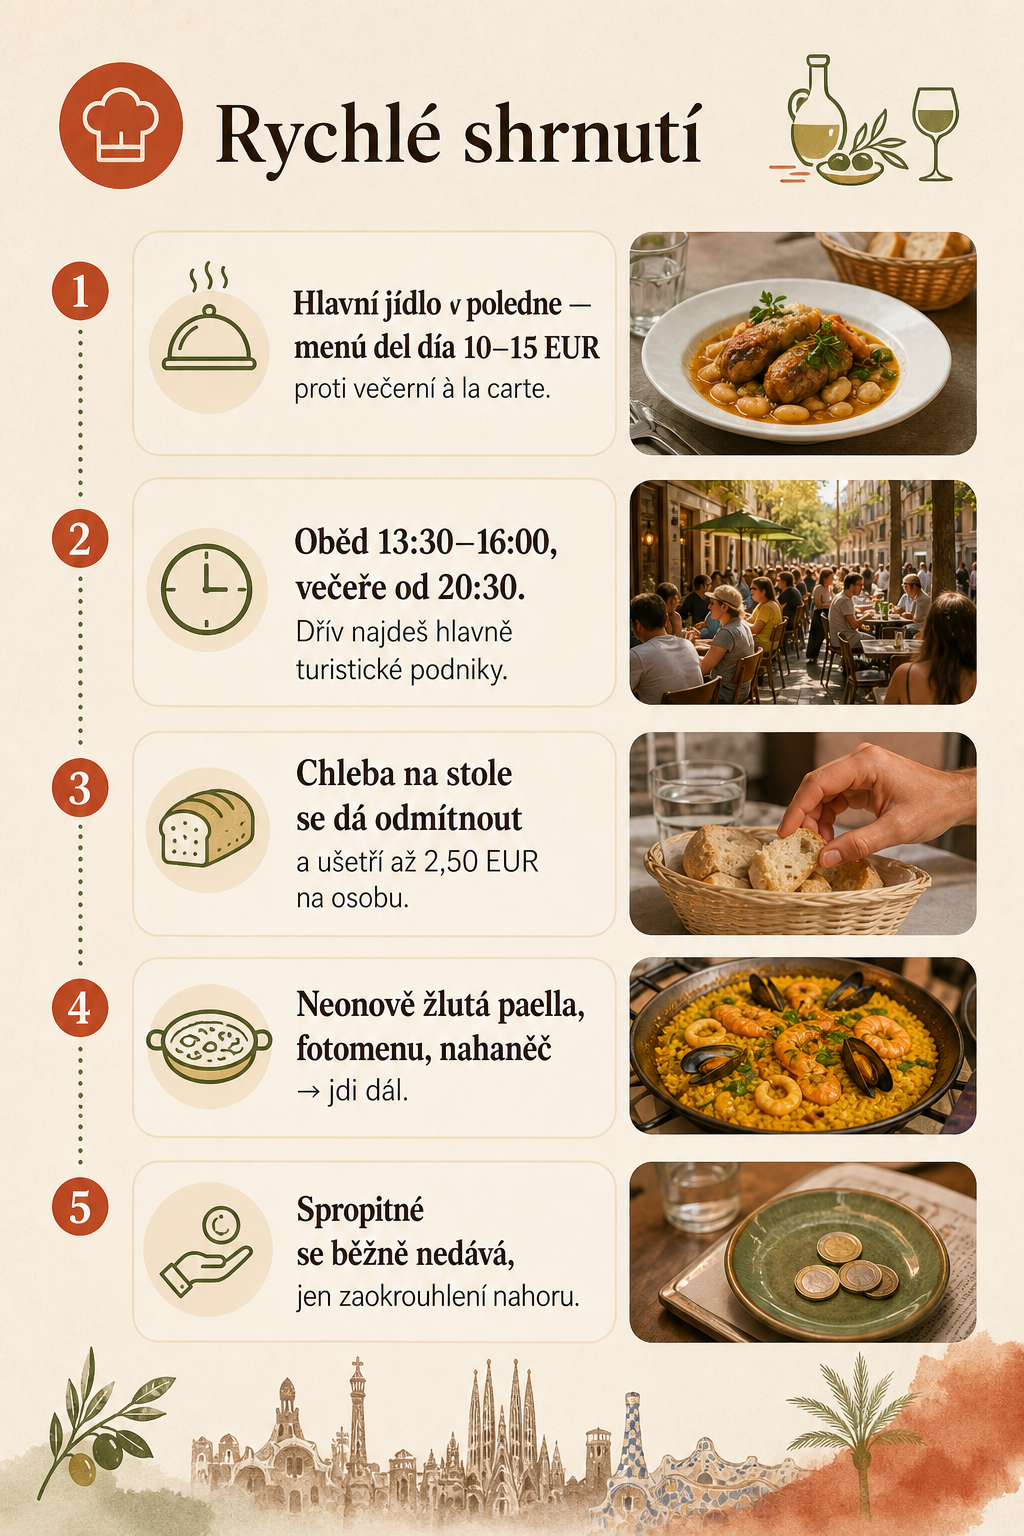 Rychlé shrnutí
1
Hlavní jídlo v poledne –
menú del día 10–15 EUR
proti večerní à la carte.
2
Oběd 13:30–16:00,
večeře od 20:30.
Dřív najdeš hlavně
turistické podniky.
3
Chleba na stole
se dá odmítnout
a ušetří až 2,50 EUR
na osobu.
4
Neonově žlutá paella,
fotomenu, nahaněč
→ jdi dál.
5
Spropitné
se běžně nedává,
jen zaokrouhlení nahoru.